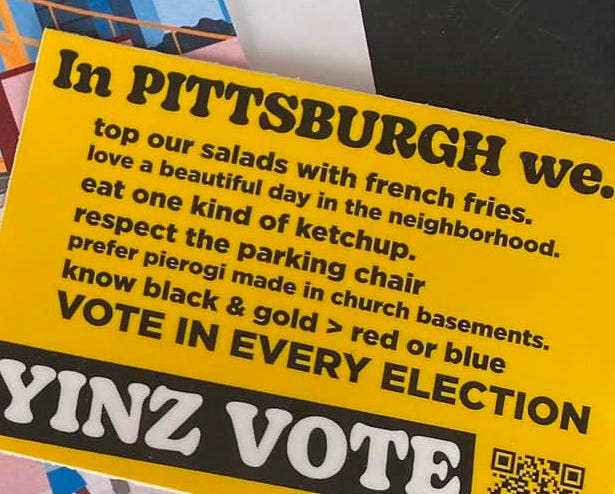 In PITTSBURGH we..
top our salads with french fries.
love a beautiful day in the neighborhood.
eat one kind of ketchup.
respect the parking chair
prefer pierogi made in church basements.
know black & gold > red or blue
VOTE IN EVERY ELECTION
YINZ VOTE